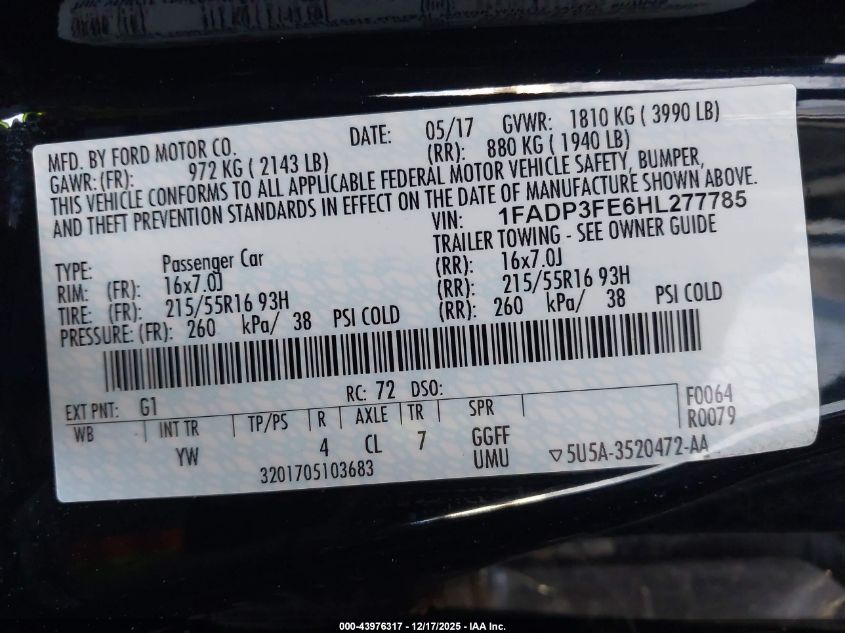 MFD. BY FORD MOTOR CO. DATE: 05/17 GVWR: 1810 KG ( 3990 LB)
GAWR: (FR): 972 KG ( 2143 LB) (RR): 880 KG ( 1940 LB)
THIS VEHICLE CONFORMS TO ALL APPLICABLE FEDERAL MOTOR VEHICLE SAFETY, BUMPER,
AND THEFT PREVENTION STANDARDS IN EFFECT ON THE DATE OF MANUFACTURE SHOWN ABOVE.
VIN: 1FADP3FE6HL277785
TYPE: Passenger Car TRAILER TOWING - SEE OWNER GUIDE
RIM: (FR): 16x7.0J (RR): 16x7.0J
TIRE: (FR): 215/55R16 93H (RR): 215/55R16 93H
PRESSURE: (FR): 260 kPa/ 38 PSI COLD (RR): 260 kPa/ 38 PSI COLD
EXT PNT: G1 RC: 72 DSO: F0064
WB INT TR TP/PS R AXLE TR SPR R0079
YW 4 CL 7 GGFF
3201705103683 UMU ▽5U5A-3520472-AA
000-43976317 - 12/17/2025 - IAA Inc.